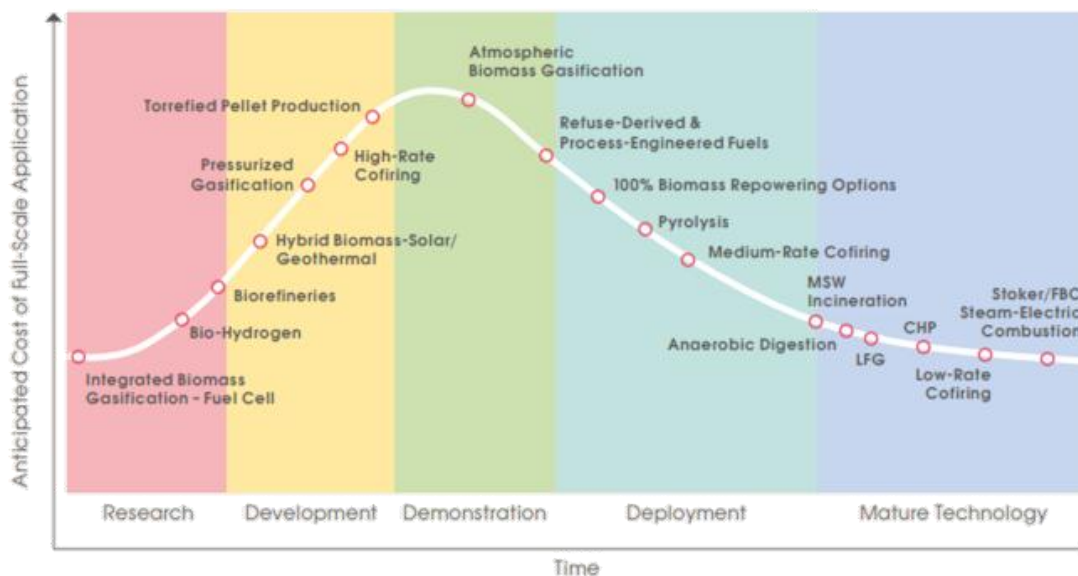 Anticipated Cost of Full-Scale Application
Atmospheric
Biomass Gasification
Torrefied Pellet Production
Refuse-Derived &
Process-Engineered Fuels
Pressurized
Gasification
High-Rate
Cofiring
100% Biomass Repowering Options
Pyrolysis
Hybrid Biomass-Solar/
Geothermal
Medium-Rate Cofiring
Biorefineries
MSW
Incineration
Stoker/FBC
Steam-Electric
Combustion
Bio-Hydrogen
Anaerobic Digestion
LFG
CHP
Low-Rate
Cofiring
Integrated Biomass
Gasification – Fuel Cell
Research
Development
Demonstration
Deployment
Mature Technology
Time